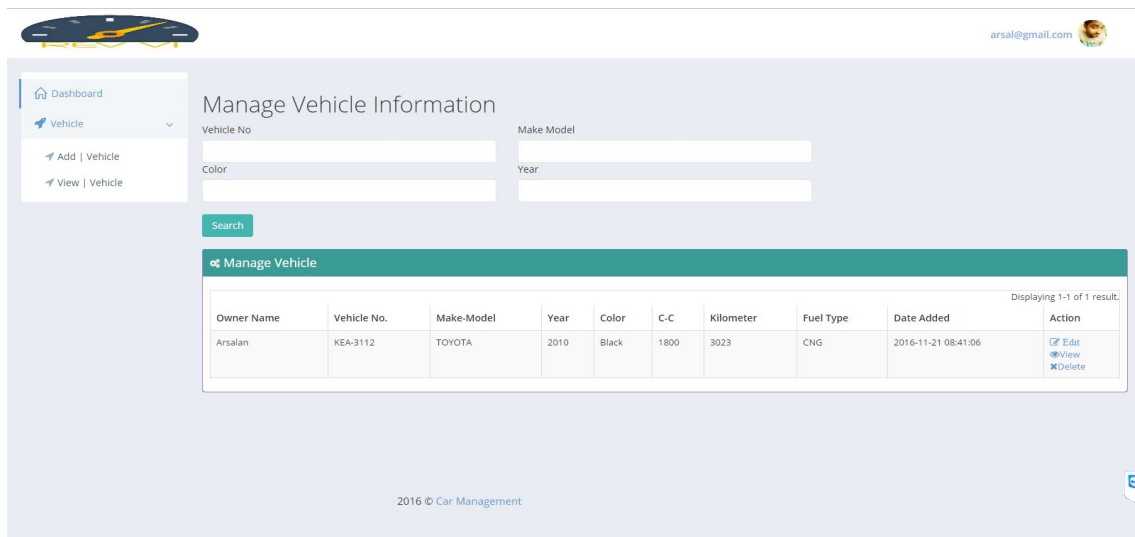 arsal@gmail.com
Dashboard
Vehicle
Add | Vehicle
View | Vehicle
Manage Vehicle Information
Vehicle No Make Model
Color Year
Search
Manage Vehicle
Displaying 1-1 of 1 result.
Owner Name Vehicle No. Make-Model Year Color C-C Kilometer Fuel Type Date Added Action
Arsalan KEA-3112 TOYOTA 2010 Black 1800 3023 CNG 2016-11-21 08:41:06 Edit
View
Delete
2016 © Car Management